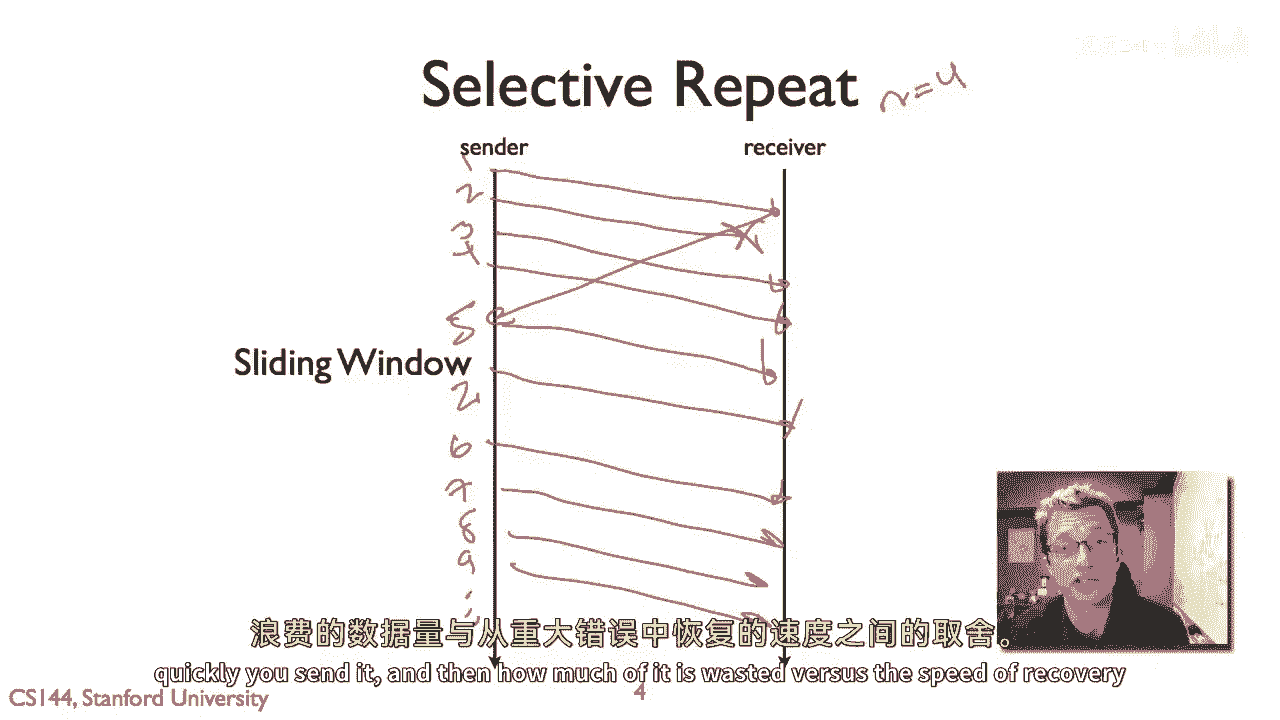 Selective Repeat n=4
sender receiver
1
2
3
4
5
Sliding Window
2
6
7
8
9
浪费的数据量与从重大错误中恢复的速度之间的取舍。
quickly you send it, and then how much of it is wasted versus the speed of recovery
CS144, Stanford University
4